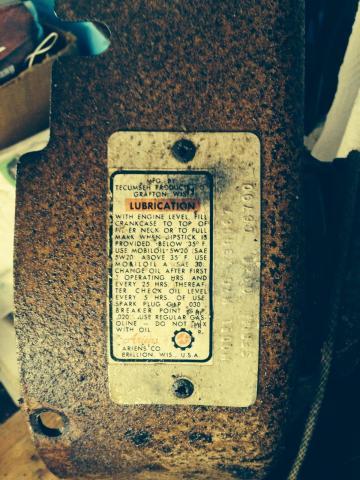 MFG. BY
TECUMSEH PRODUCTS
GRAFTON, WIS.
LUBRICATION
WITH ENGINE LEVEL FILL
CRANKCASE TO TOP OF
FILLER NECK OR TO FULL
MARK WHEN DIPSTICK IS
PROVIDED BELOW 35° F.
USE MOBILOIL 5W20 (SAE
5W20 ABOVE 35° F. USE
MOBILOIL A SAE 30.
CHANGE OIL AFTER FIRST
OPERATING HRS AND
EVERY 25 HRS. THEREAF-
TER CHECK OIL LEVEL
EVERY 5 HRS. OF USE
SPARK PLUG GAP .030
BREAKER POINT GAP
.020. USE REGULAR GAS-
OLINE — DO NOT MIX
WITH OIL
ARIENS CO
BRILLION, WIS., U.S.A.